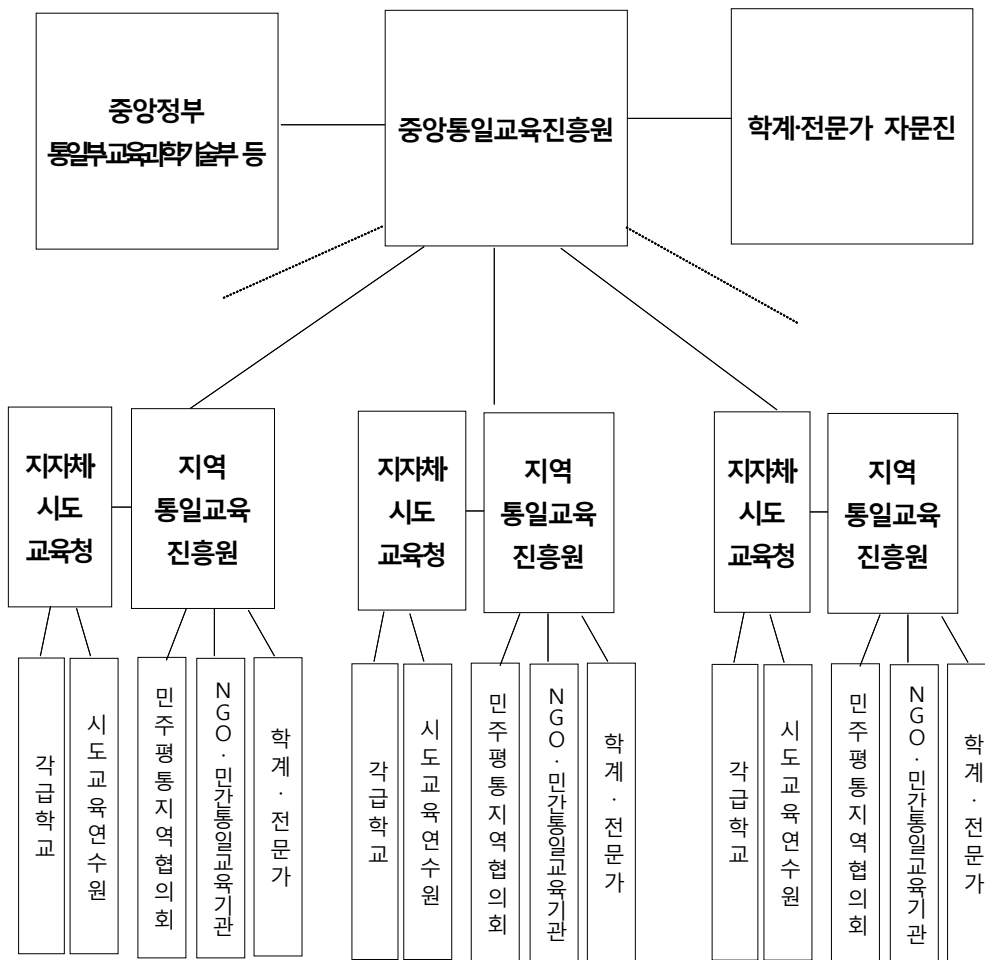 중앙정부
통일부·교육과학기술부 등
중앙통일교육진흥원
학계·전문가 자문진
지자체·
시도
교육청
지역
통일교육
진흥원
지자체·
시도
교육청
지역
통일교육
진흥원
지자체·
시도
교육청
지역
통일교육
진흥원
각급학교
시도교육연수원
민주평통지역협의회
NGO·민간통일교육기관
학계·전문가
각급학교
시도교육연수원
민주평통지역협의회
NGO·민간통일교육기관
학계·전문가
각급학교
시도교육연수원
민주평통지역협의회
NGO·민간통일교육기관
학계·전문가